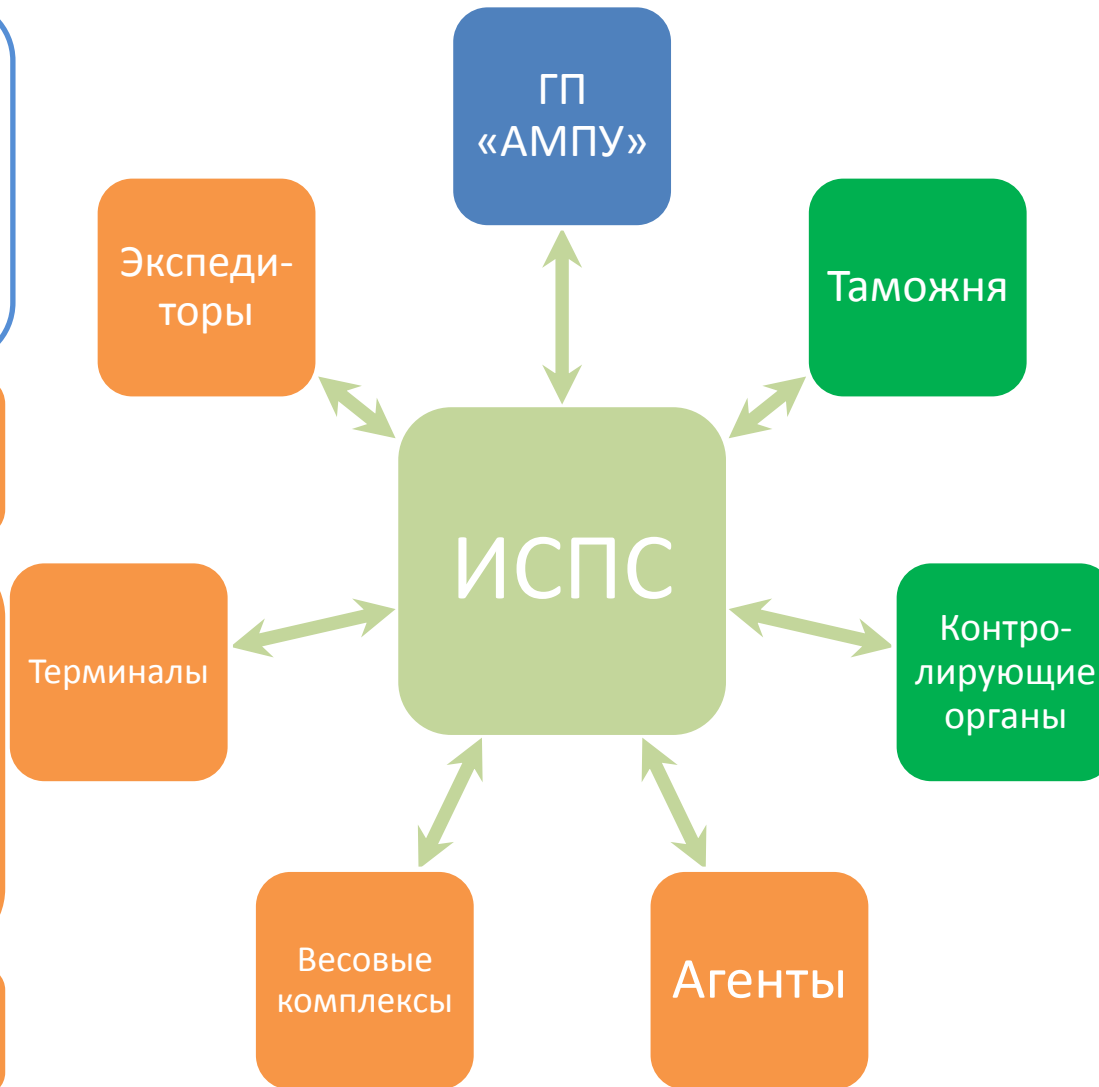 ГП
«АМПУ»
Экспеди-
торы
Таможня
ИСПС
Терминалы
Контро-
лирующие
органы
Весовые
комплексы
Агенты